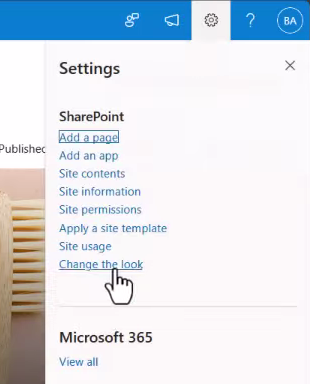 BA
Settings
Published
SharePoint
Add a page
Add an app
Site contents
Site information
Site permissions
Apply a site template
Site usage
Change the look
Microsoft 365
View all